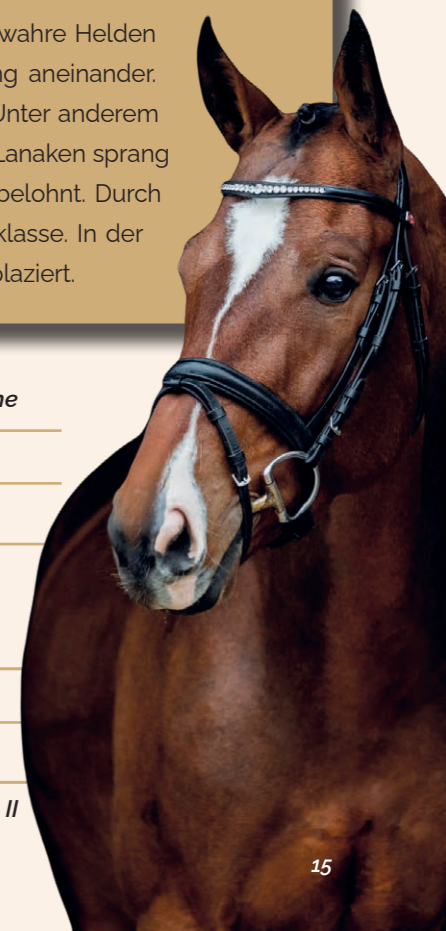 wahre Helden
ng aneinander.
Unter anderem
Lanaken sprang
belohnt. Durch
klasse. In der
plaziert.
ne
II
15